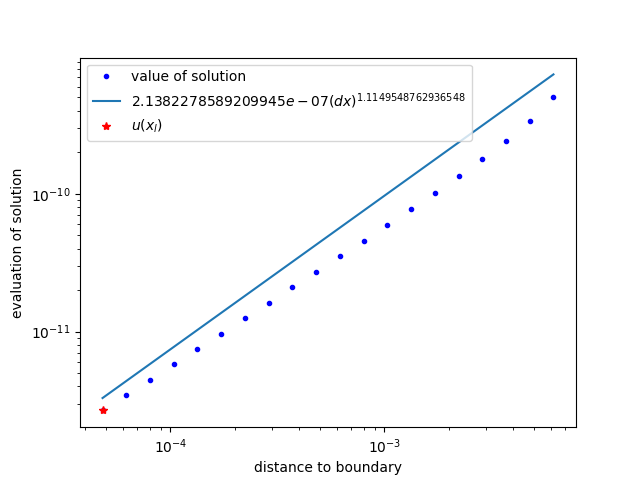 value of solution
2.1382278589209945e − 07(dx)^1.1149548762936548
u(x_l)
10^−10
10^−11
evaluation of solution
10^−4
10^−3
distance to boundary